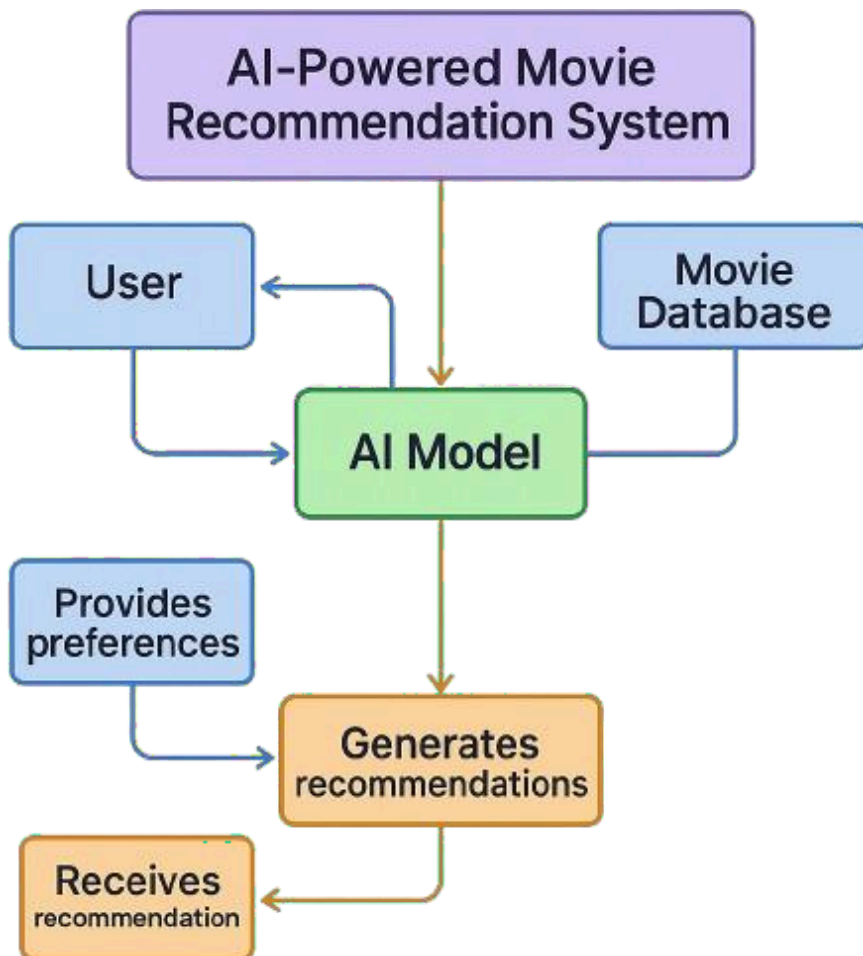 AI-Powered Movie
Recommendation System
User
Movie
Database
AI Model
Provides
preferences
Generates
recommendations
Receives
recommendation